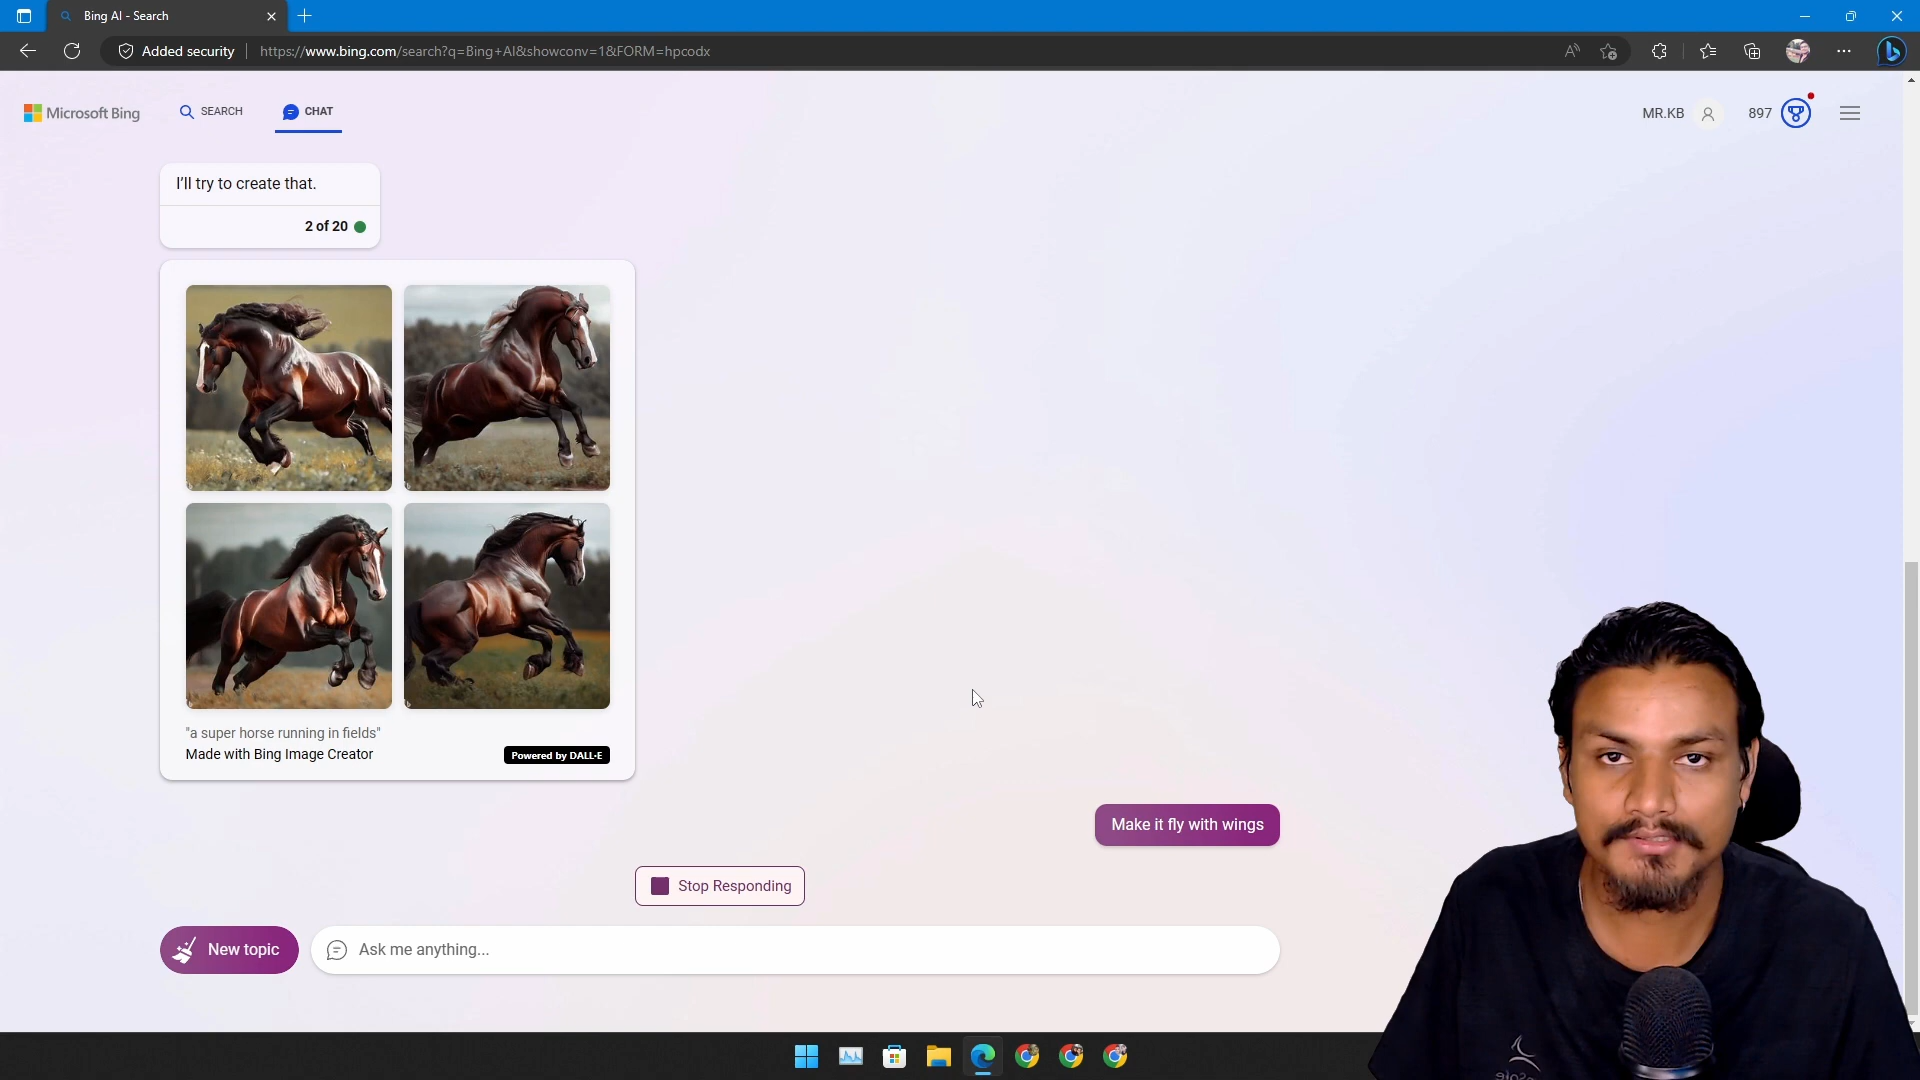 Bing AI - Search
Added security
https://www.bing.com/search?q=Bing+AI&showconv=1&FORM=hpcodx
Microsoft Bing
SEARCH
CHAT
MR.KB
897
I'll try to create that.
2 of 20
"a super horse running in fields"
Made with Bing Image Creator
Powered by DALL•E
Make it fly with wings
Stop Responding
New topic
Ask me anything...